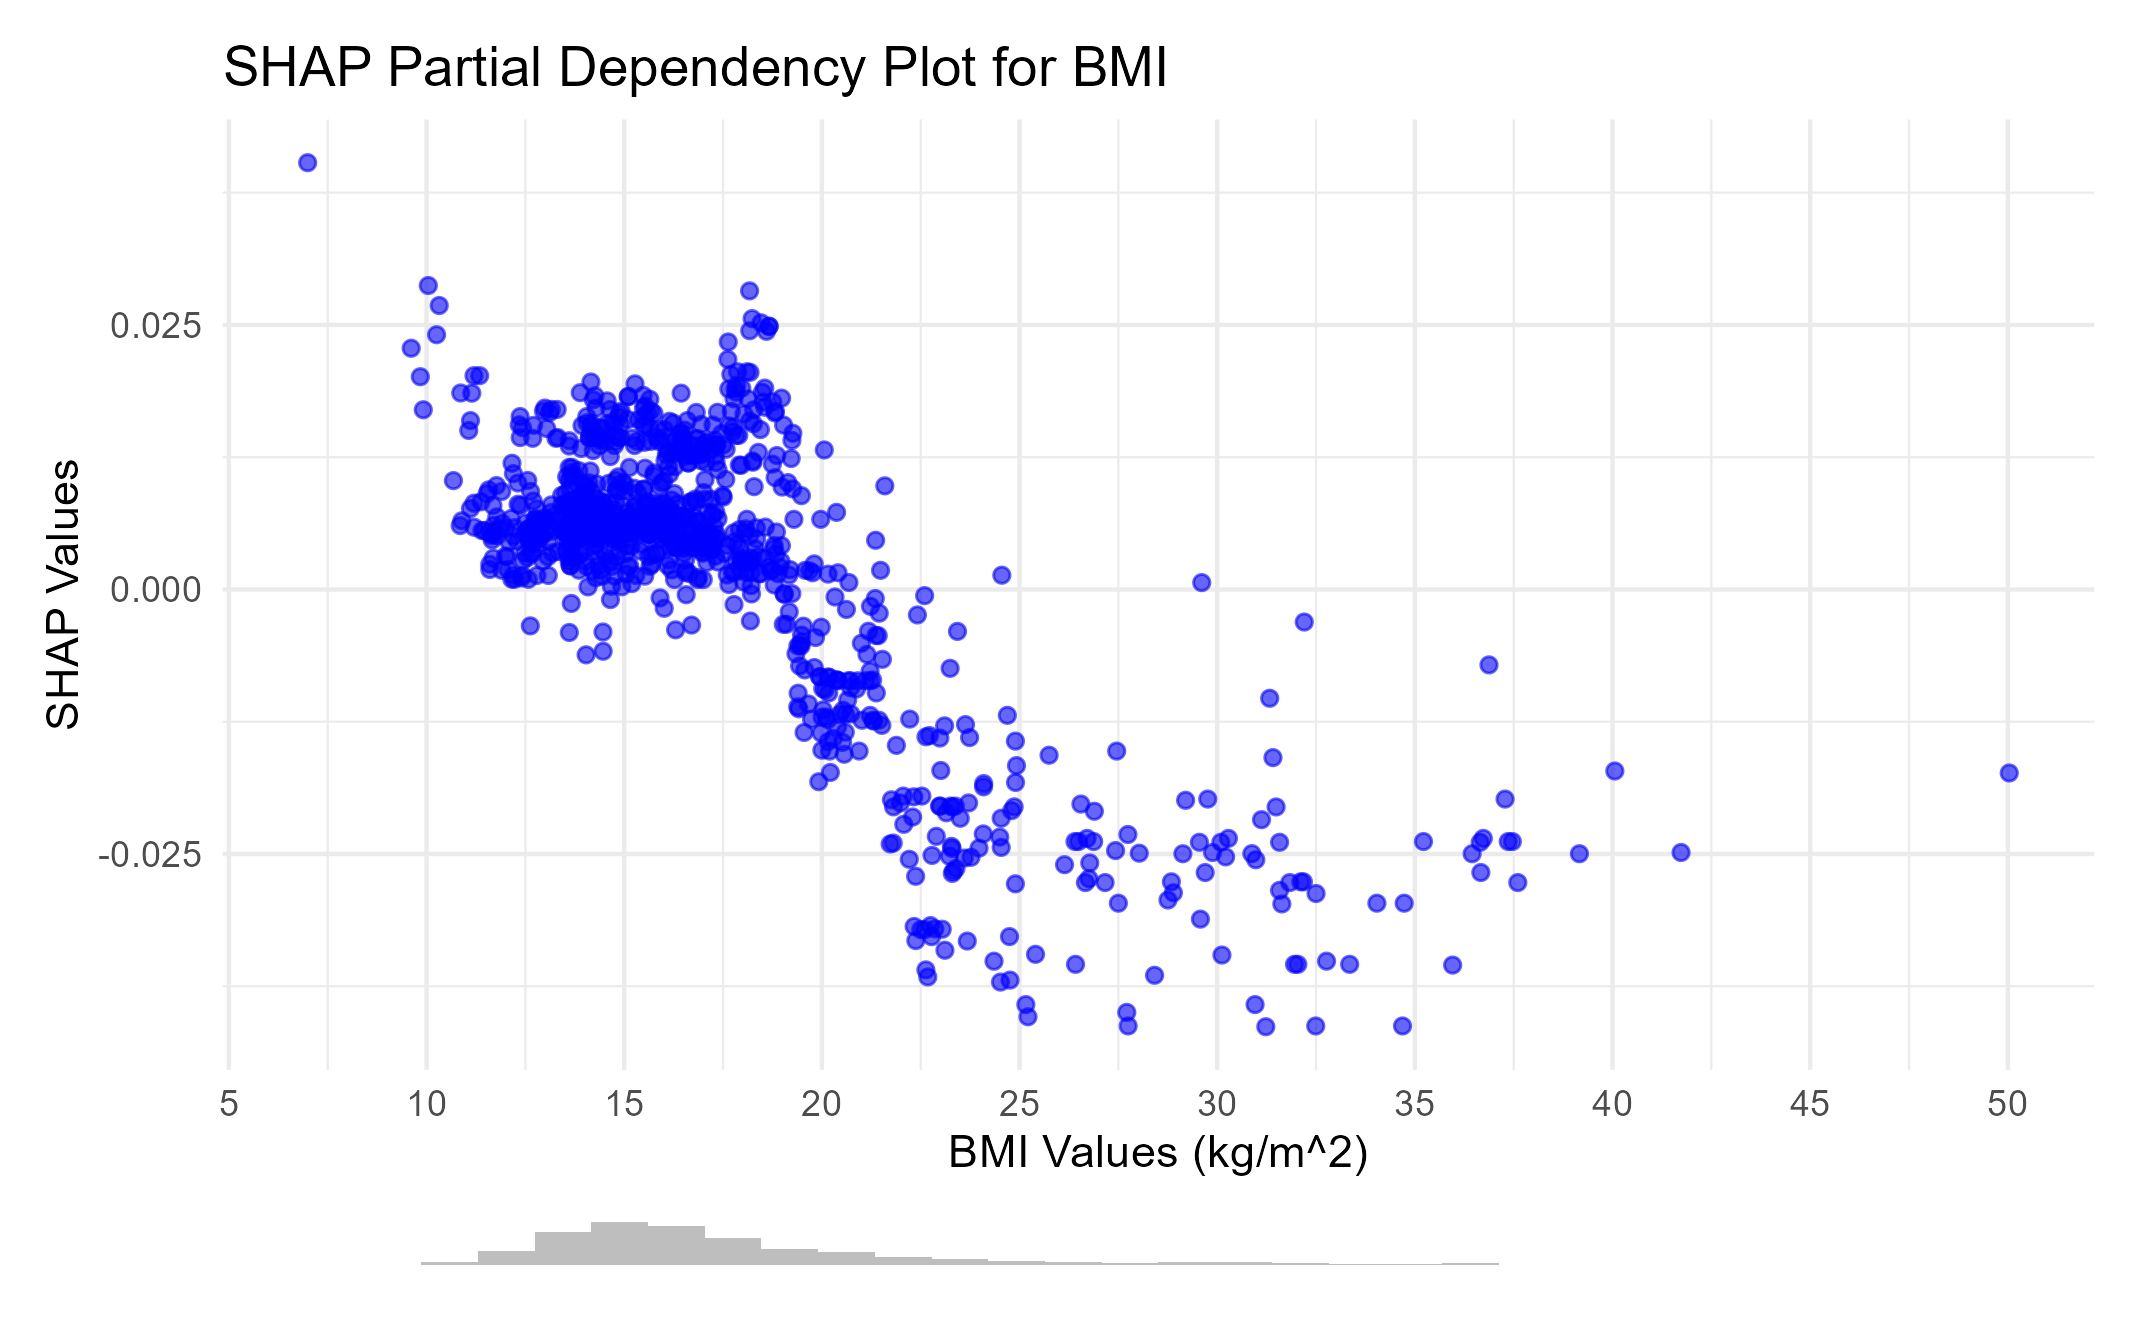 SHAP Partial Dependency Plot for BMI
SHAP Values
0.025
0.000
-0.025
5 10 15 20 25 30 35 40 45 50
BMI Values (kg/m^2)